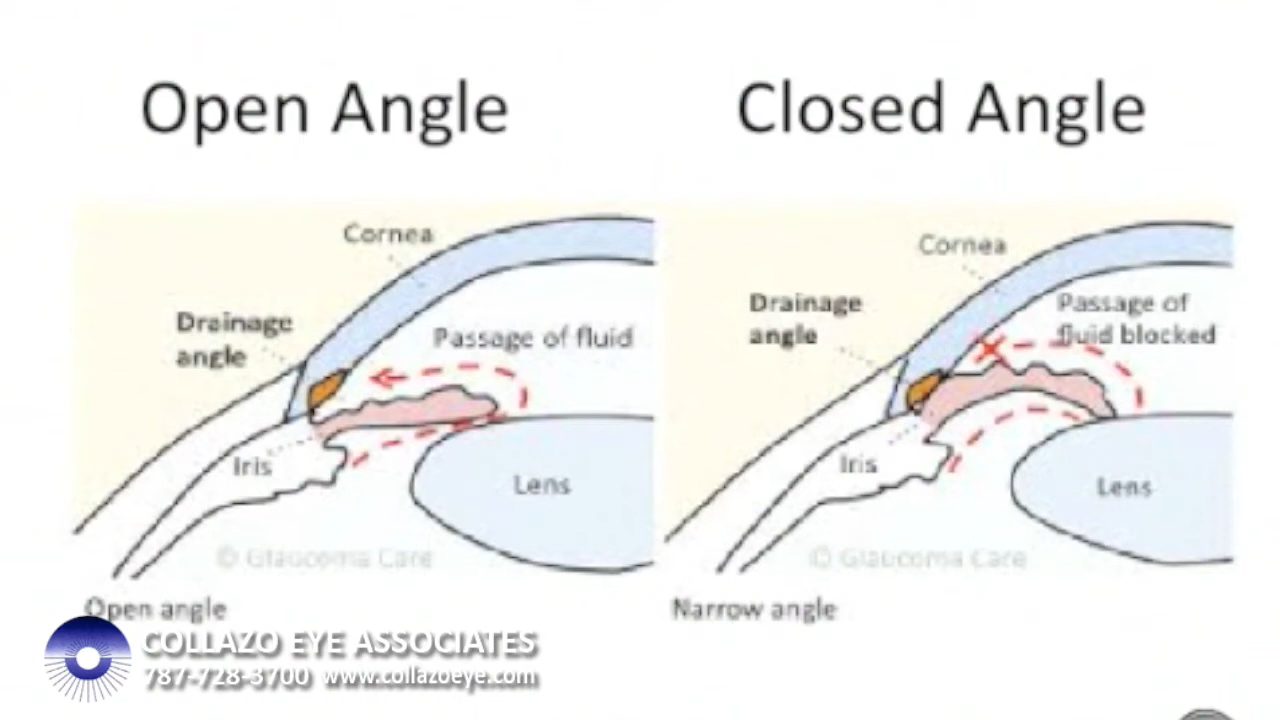 Open Angle
Closed Angle
Cornea
Drainage
angle
Passage of fluid
Iris
Lens
© Glaucoma Care
Open angle
Cornea
Drainage
angle
Passage of
fluid blocked
Iris
Lens
© Glaucoma Care
Narrow angle
COLLAZO EYE ASSOCIATES
787-728-3700 www.collazoeye.com